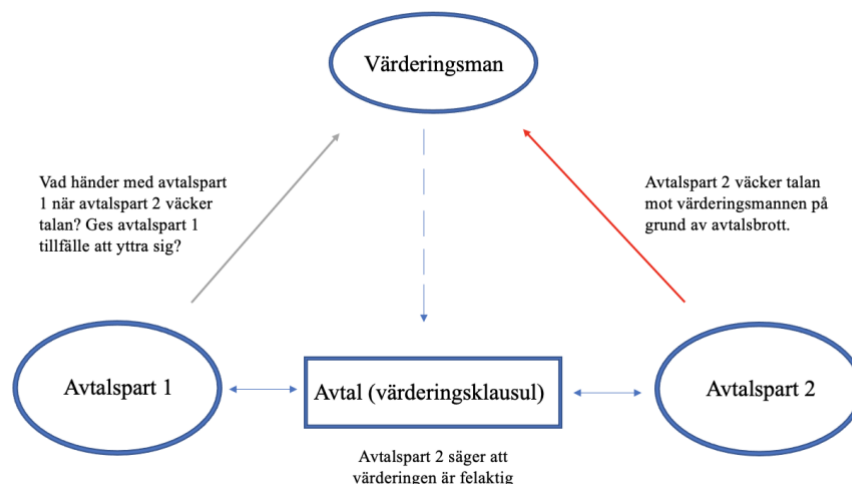 Värderingsman
Vad händer med avtalspart
1 när avtalspart 2 väcker
talan? Ges avtalspart 1
tillfälle att yttra sig?
Avtalspart 2 väcker talan
mot värderingsmannen på
grund av avtalsbrott.
Avtalspart 1
Avtal (värderingsklausul)
Avtalspart 2
Avtalspart 2 säger att
värderingen är felaktig